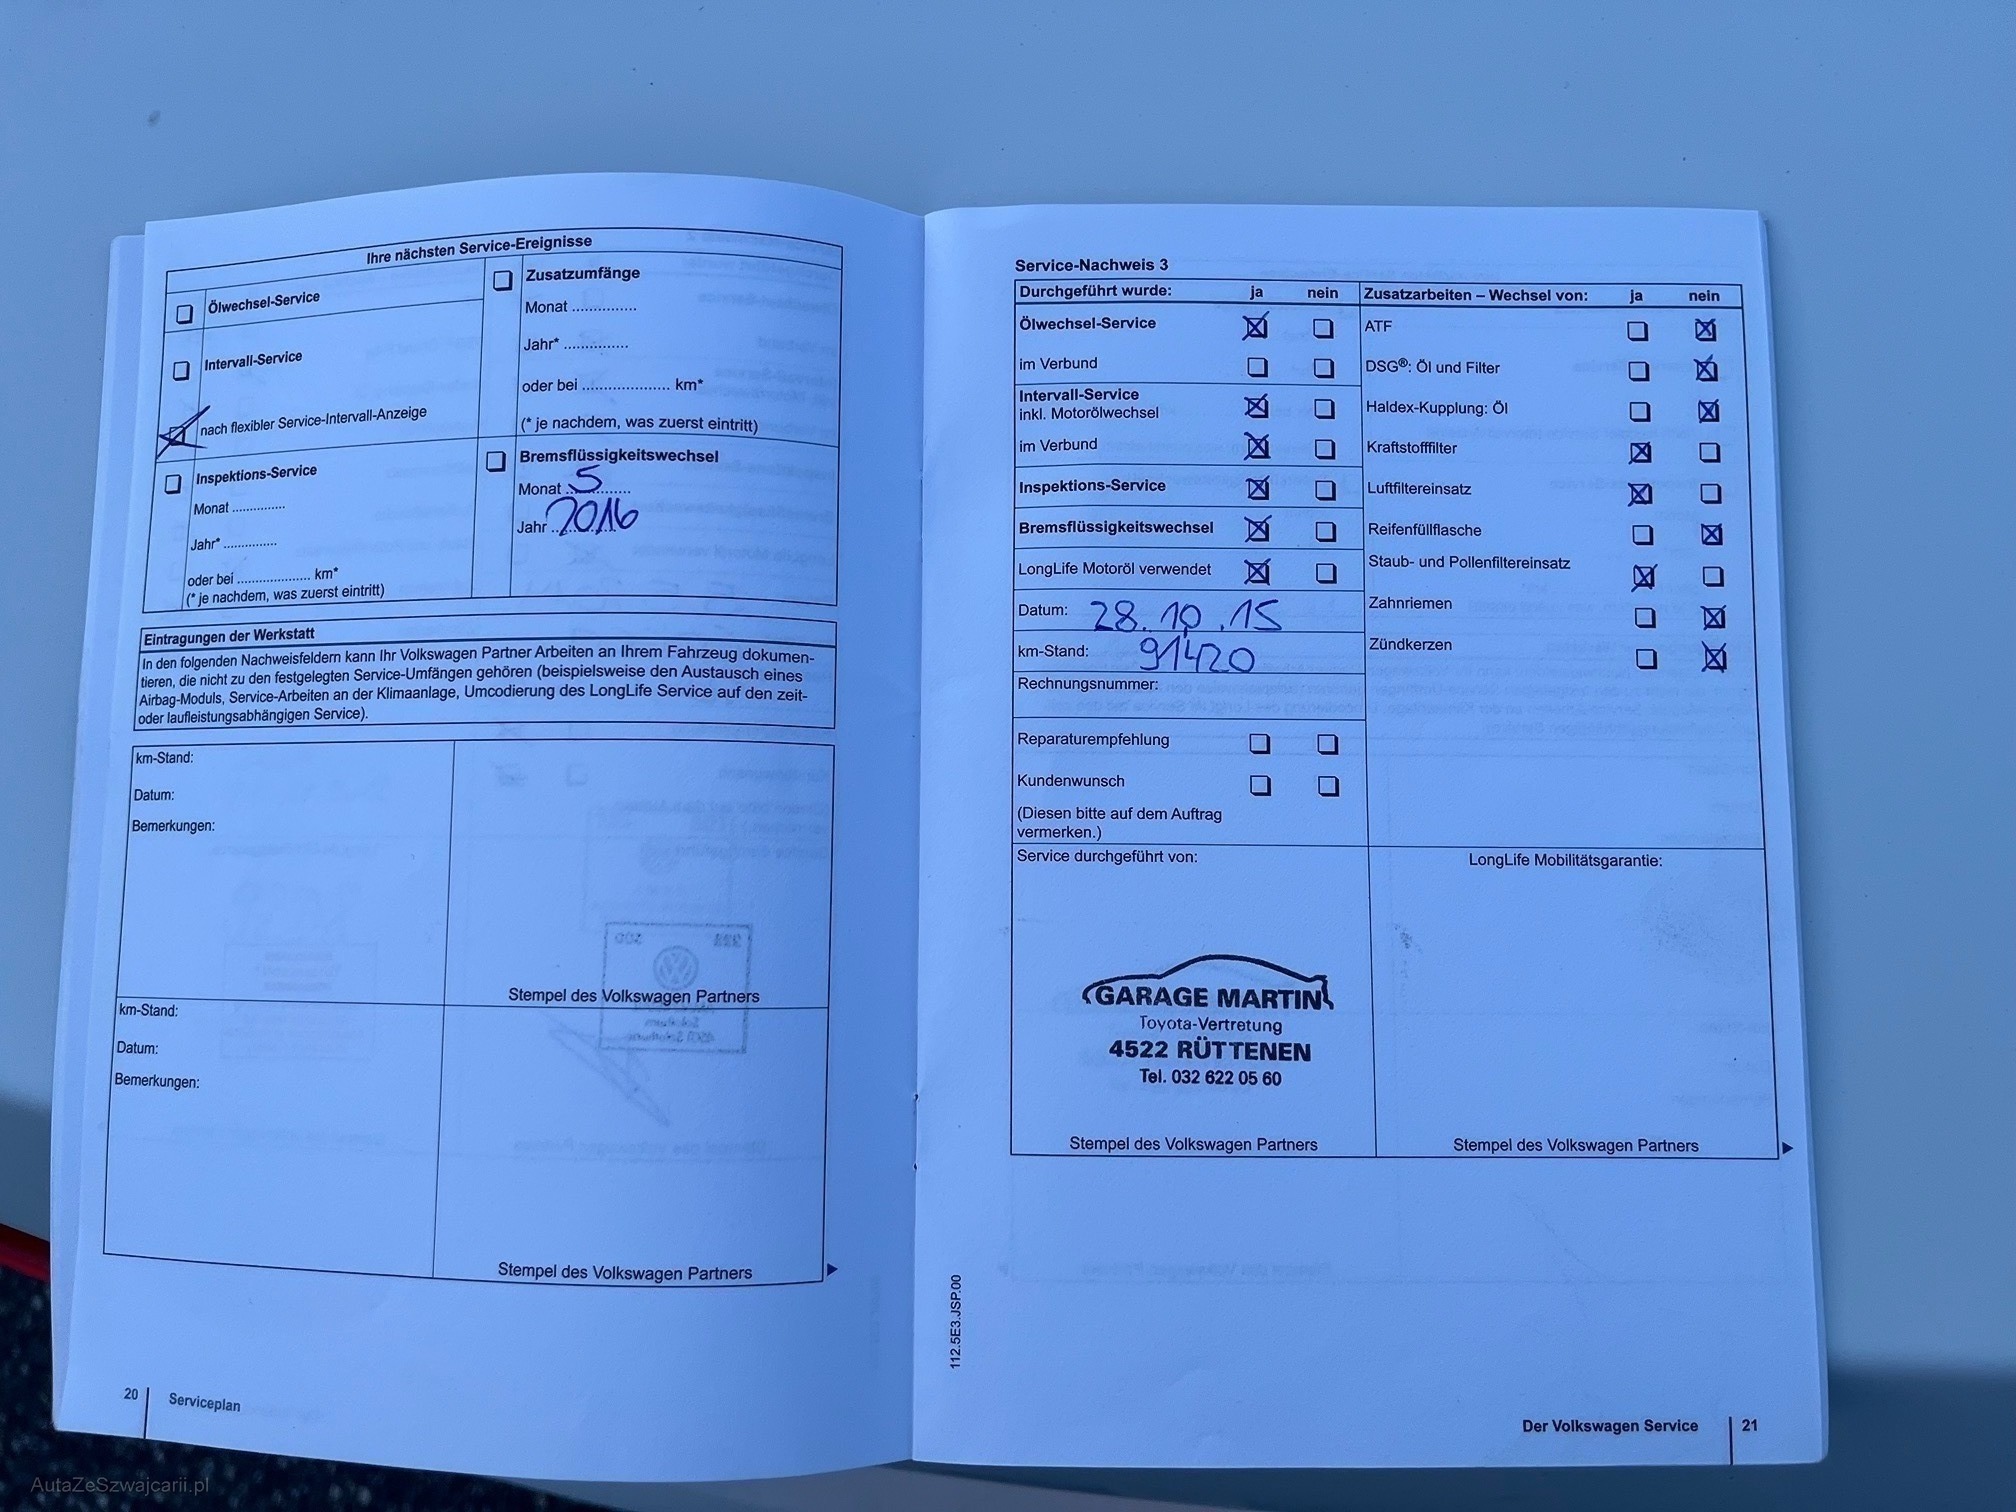 Ihre nächsten Service-Ereignisse
Ölwechsel-Service
Intervall-Service
nach flexibler Service-Intervall-Anzeige
Inspektions-Service
Monat ..............
Jahr* ..............
oder bei .................... km*
(* je nachdem, was zuerst eintritt)
Zusatzumfänge
Monat ..............
Jahr* ..............
oder bei .................... km*
(* je nachdem, was zuerst eintritt)
Bremsflüssigkeitswechsel
Monat 5
Jahr 2016
Eintragungen der Werkstatt
In den folgenden Nachweisfeldern kann Ihr Volkswagen Partner Arbeiten an Ihrem Fahrzeug dokumen-
tieren, die nicht zu den festgelegten Service-Umfängen gehören (beispielsweise den Austausch eines
Airbag-Moduls, Service-Arbeiten an der Klimaanlage, Umcodierung des LongLife Service auf den zeit-
oder laufleistungsabhängigen Service).
km-Stand:
Datum:
Bemerkungen:
Stempel des Volkswagen Partners
km-Stand:
Datum:
Bemerkungen:
Stempel des Volkswagen Partners
20 Serviceplan
Service-Nachweis 3
Durchgeführt wurde: ja nein
Ölwechsel-Service
im Verbund
Intervall-Service
inkl. Motorölwechsel
im Verbund
Inspektions-Service
Bremsflüssigkeitswechsel
LongLife Motoröl verwendet
Datum: 28.10.15
km-Stand: 91420
Rechnungsnummer:
Reparaturempfehlung
Kundenwunsch
(Diesen bitte auf dem Auftrag
vermerken.)
Zusatzarbeiten – Wechsel von: ja nein
ATF
DSG®: Öl und Filter
Haldex-Kupplung: Öl
Kraftstofffilter
Luftfiltereinsatz
Reifenfüllflasche
Staub- und Pollenfiltereinsatz
Zahnriemen
Zündkerzen
Service durchgeführt von:
GARAGE MARTIN
Toyota-Vertretung
4522 RÜTTENEN
Tel. 032 622 05 60
Stempel des Volkswagen Partners
LongLife Mobilitätsgarantie:
Stempel des Volkswagen Partners
112.5E3.JSP.00
Der Volkswagen Service 21
AutaZeSzwajcarii.pl